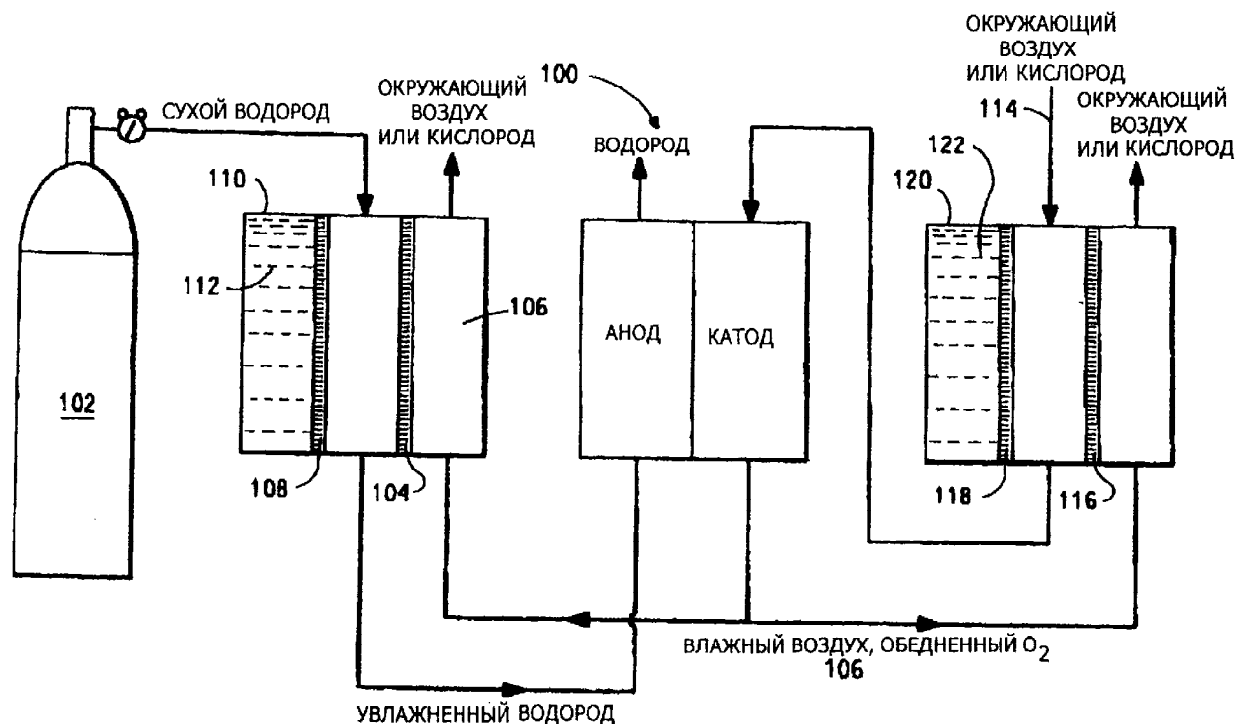 ОКРУЖАЮЩИЙ
ВОЗДУХ
ИЛИ КИСЛОРОД
114
ОКРУЖАЮЩИЙ
ВОЗДУХ
ИЛИ КИСЛОРОД
100
ОКРУЖАЮЩИЙ
ВОЗДУХ
ИЛИ КИСЛОРОД
СУХОЙ ВОДОРОД
ВОДОРОД
110
122
120
112
106
АНОД
КАТОД
102
108
104
118
116
ВЛАЖНЫЙ ВОЗДУХ, ОБЕДНЕННЫЙ O2
106
УВЛАЖНЕННЫЙ ВОДОРОД